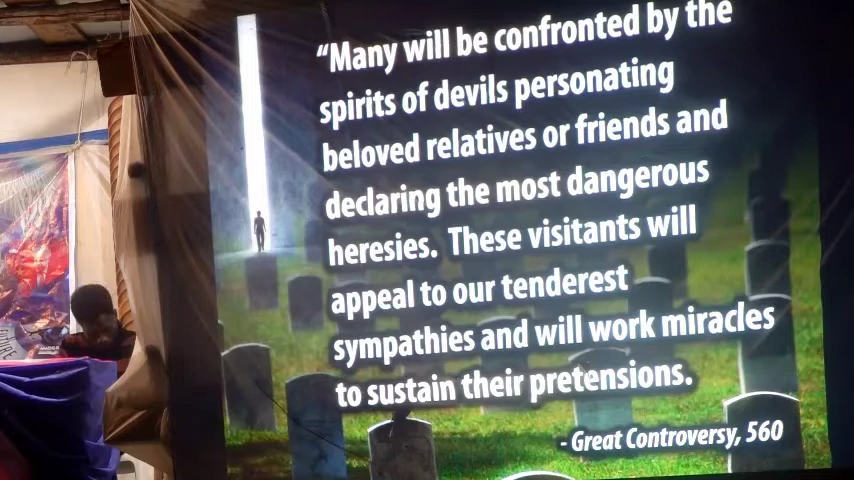 “Many will be confronted by the
spirits of devils personating
beloved relatives or friends and
declaring the most dangerous
heresies. These visitants will
appeal to our tenderest
sympathies and will work miracles
to sustain their pretensions.
- Great Controversy, 560